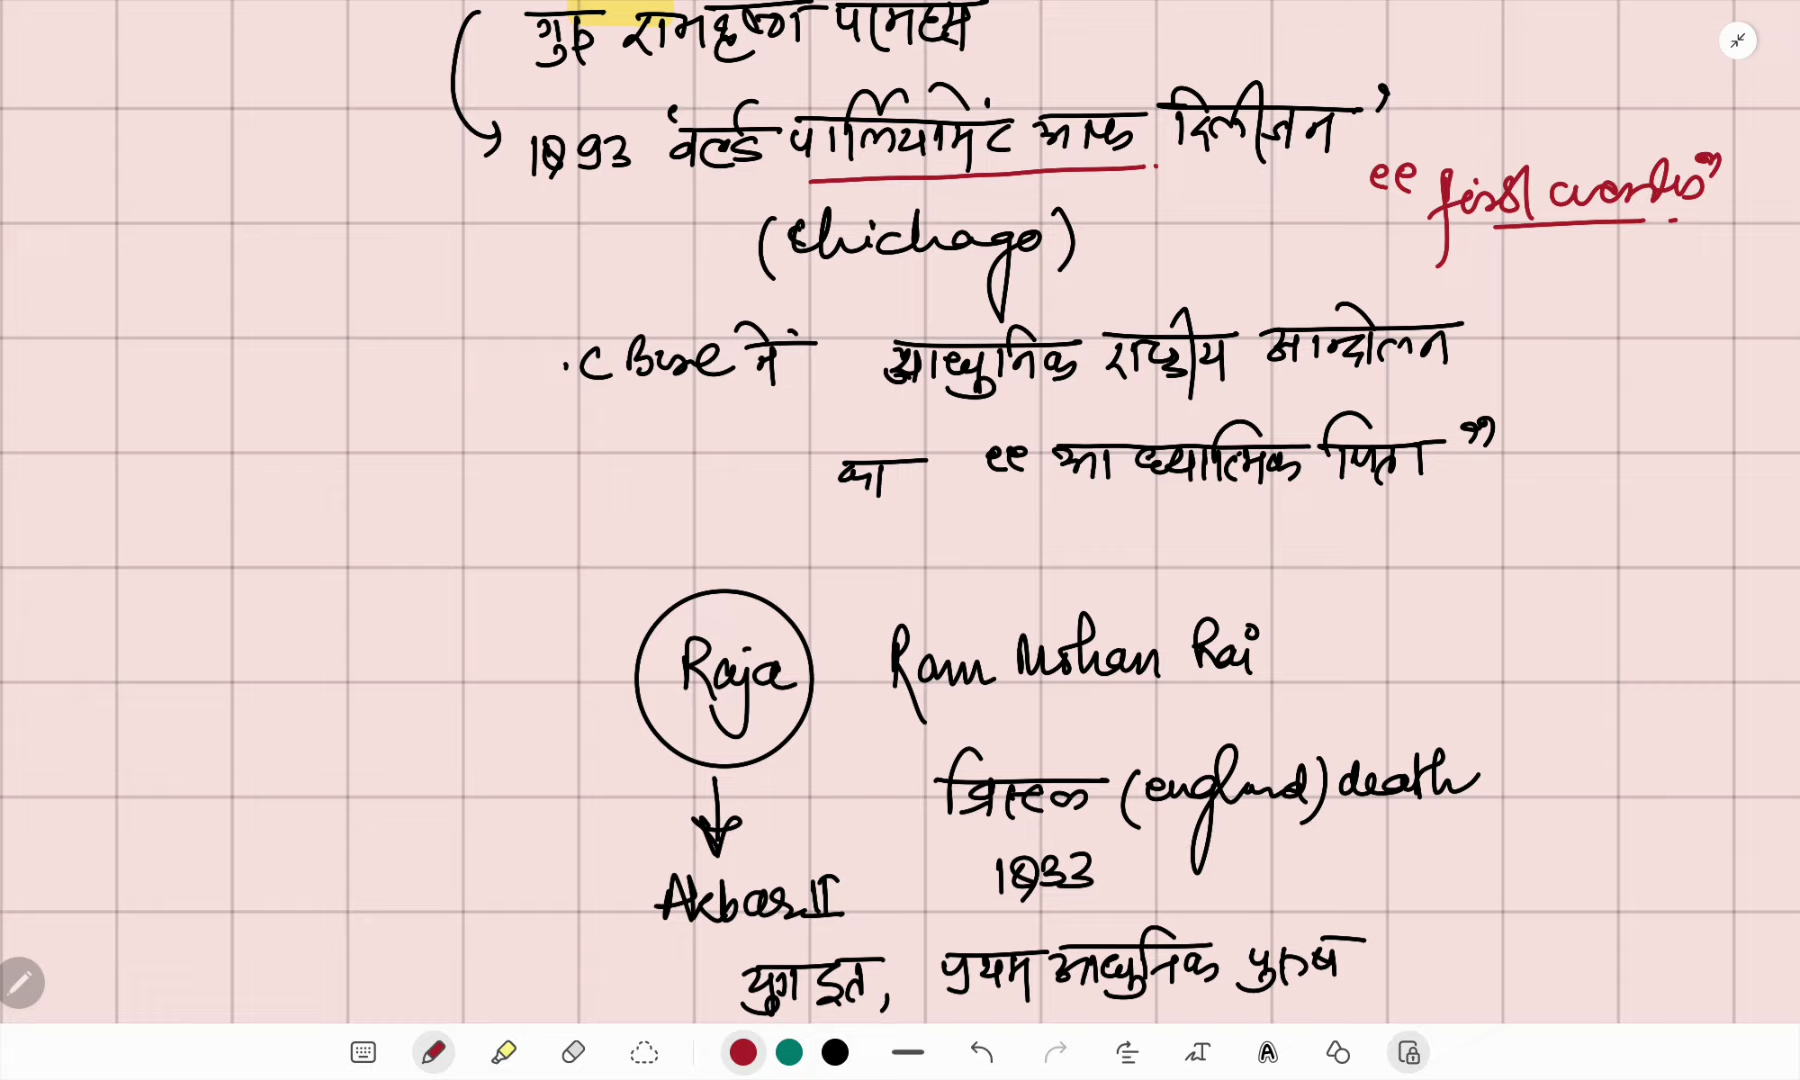 गुरु रामकृष्ण परमहंस
1893 वर्ल्ड पार्लियामेंट आफ रिलीजन'
"first words"
(Chichago)
.C Bose ने आधुनिक राष्ट्रीय आन्दोलन
का "आध्यात्मिक पिता"
Raja Ram Mohan Rai
ब्रिस्टल (england) death
1833
Akbar II
युग दूत, प्रथम आधुनिक पुरुष